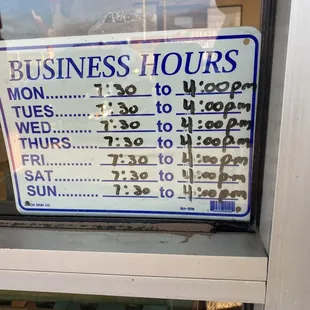 BUSINESS HOURS
MON......... 7:30 to 4:00pm
TUES......... 7:30 to 4:00pm
WED.......... 7:30 to 4:00pm
THURS....... 7:30 to 4:00pm
FRI............ 7:30 to 4:00pm
SAT........... 7:30 to 4:00pm
SUN.......... 7:30 to 4:00pm